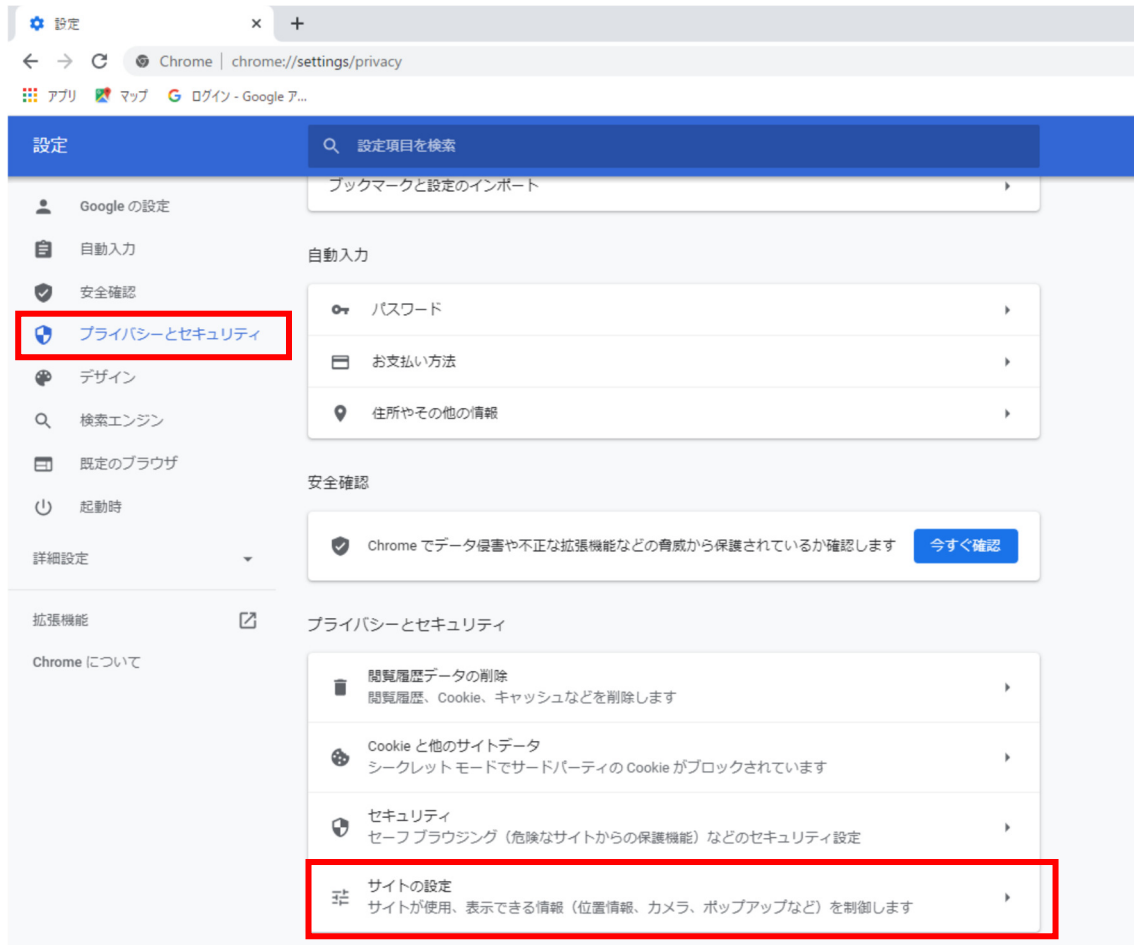 設定
Chrome | chrome://settings/privacy
アプリ マップ ログイン - Google ア...
設定
設定項目を検索
Google の設定
自動入力
安全確認
プライバシーとセキュリティ
デザイン
検索エンジン
既定のブラウザ
起動時
詳細設定
拡張機能
Chrome について
ブックマークと設定のインポート
自動入力
パスワード
お支払い方法
住所やその他の情報
安全確認
Chrome でデータ侵害や不正な拡張機能などの脅威から保護されているか確認します 今すぐ確認
プライバシーとセキュリティ
閲覧履歴データの削除
閲覧履歴、Cookie、キャッシュなどを削除します
Cookie と他のサイトデータ
シークレット モードでサードパーティの Cookie がブロックされています
セキュリティ
セーフ ブラウジング（危険なサイトからの保護機能）などのセキュリティ設定
サイトの設定
サイトが使用、表示できる情報（位置情報、カメラ、ポップアップなど）を制御します